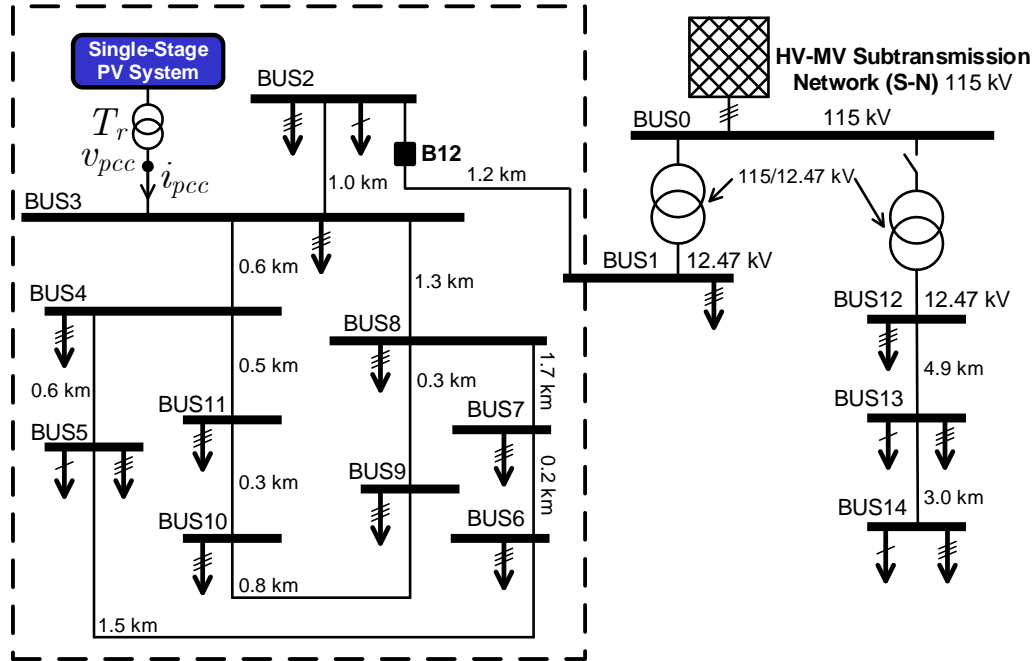 Single-Stage
PV System
T_r
v_pcc
i_pcc
BUS2
B12
1.0 km
1.2 km
BUS3
HV-MV Subtransmission
Network (S-N) 115 kV
BUS0
115 kV
115/12.47 kV
BUS1
12.47 kV
0.6 km
1.3 km
BUS4
BUS8
0.6 km
0.5 km
0.3 km
1.7 km
BUS11
BUS7
BUS5
0.3 km
BUS9
0.2 km
BUS10
BUS6
0.8 km
1.5 km
BUS12
12.47 kV
4.9 km
BUS13
3.0 km
BUS14